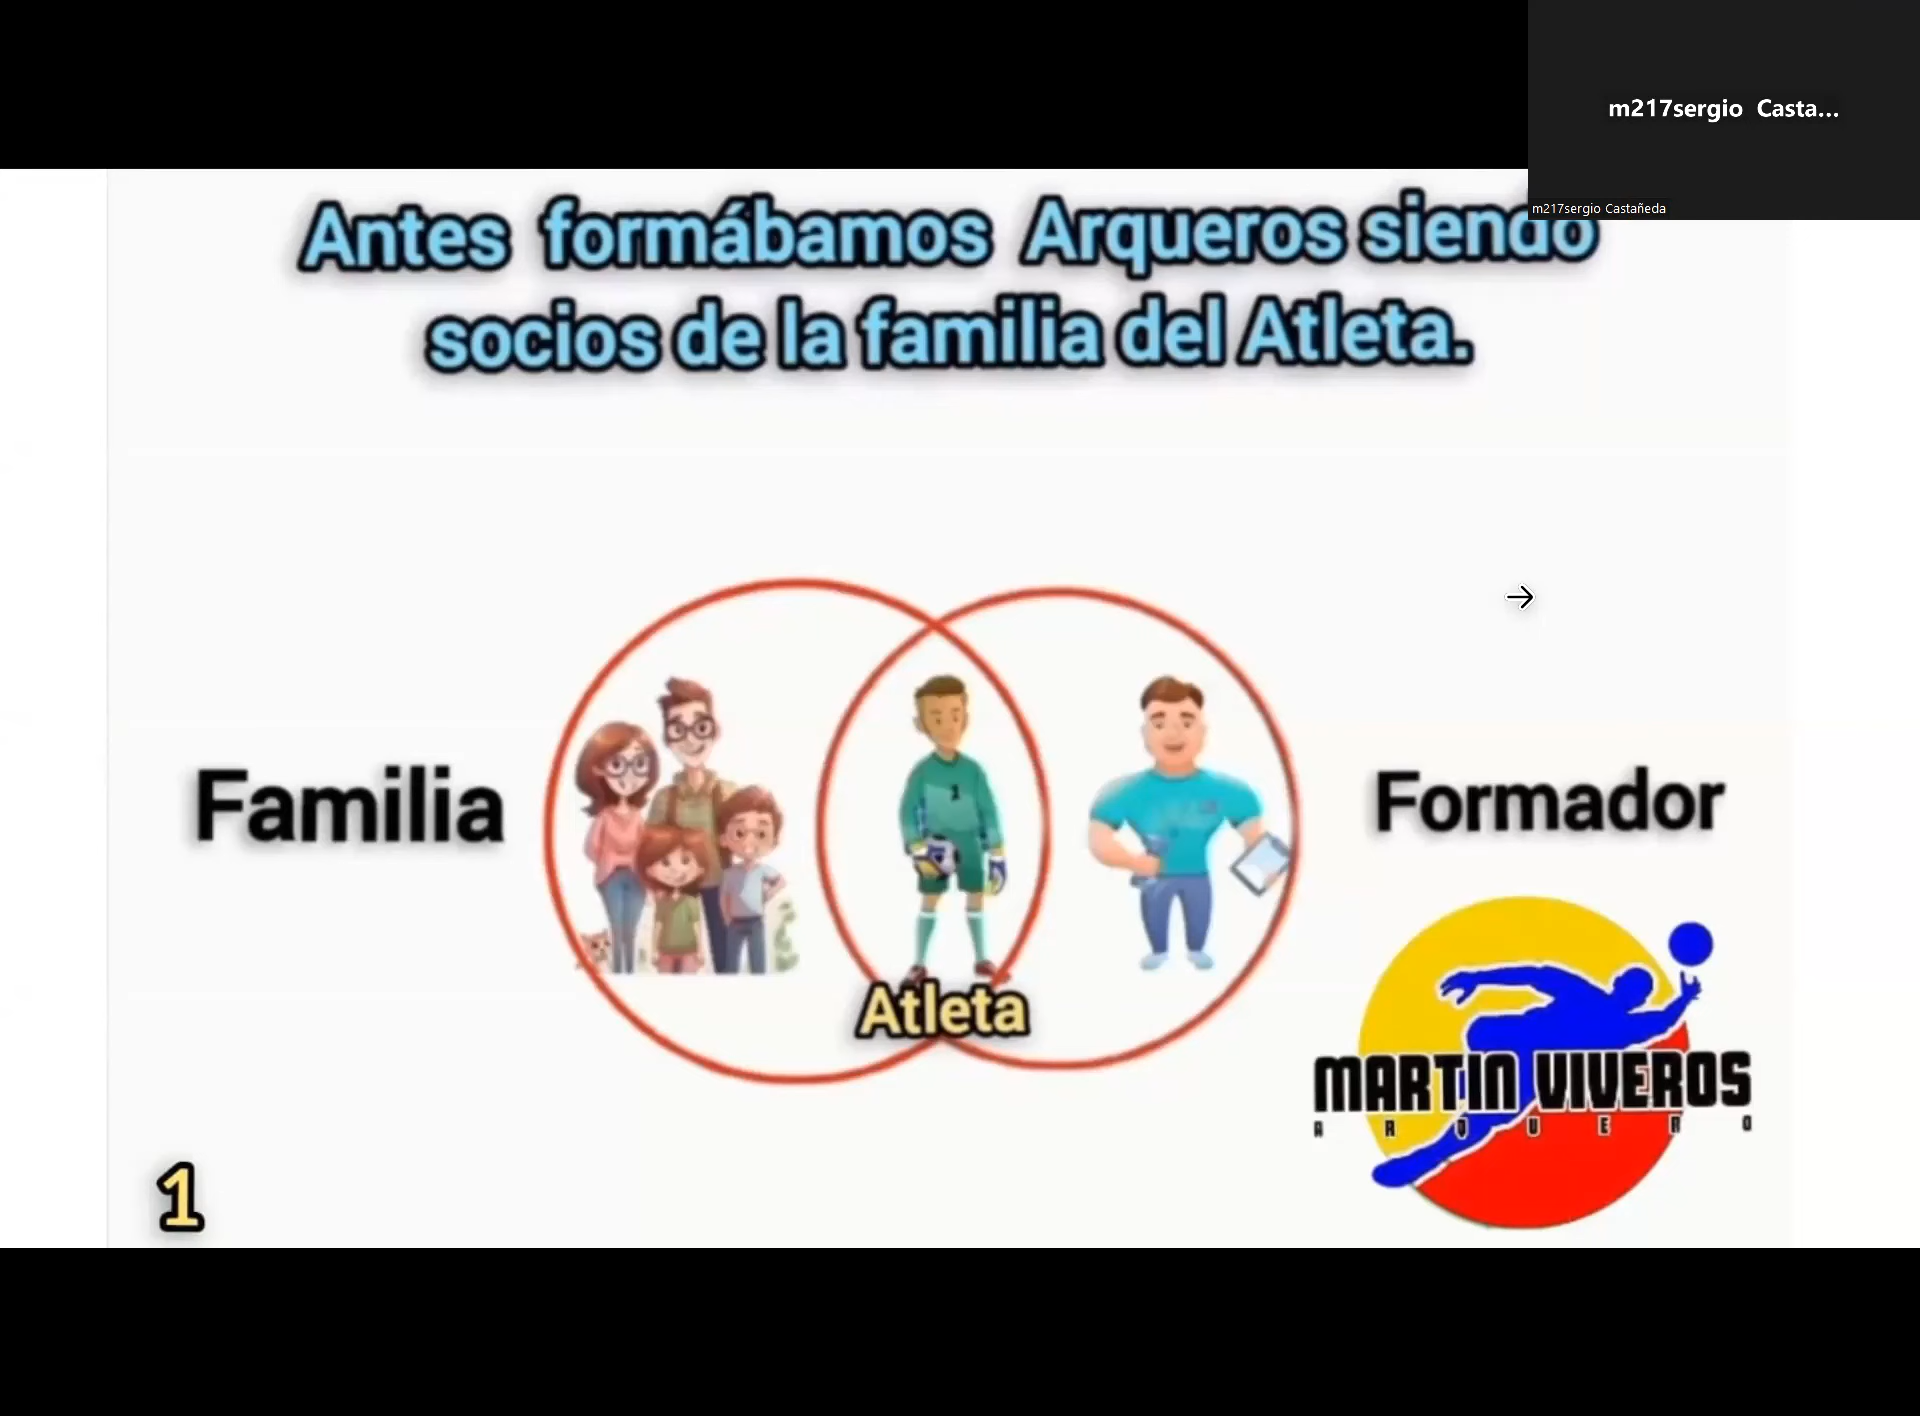 m217sergio Casta...
m217sergio Castañeda
Antes formábamos Arqueros siendo
socios de la familia del Atleta.
Familia
1
Atleta
Formador
MARTIN VIVEROS
ARQUERO
1